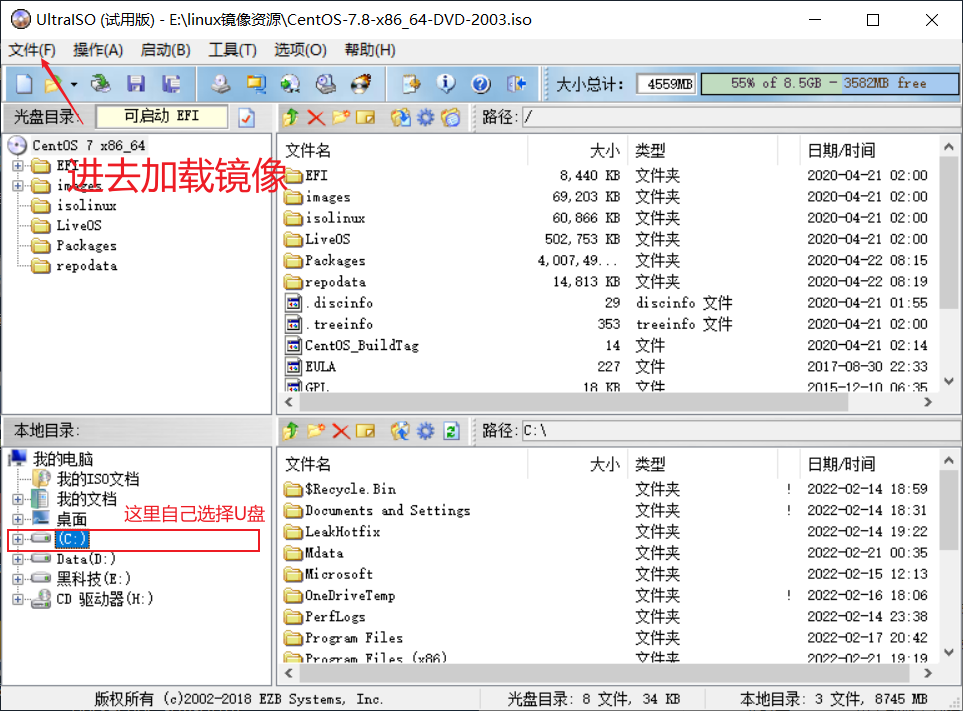 UltraISO (试用版) - E:\linux镜像资源\CentOS-7.8-x86_64-DVD-2003.iso
文件(F) 操作(A) 启动(B) 工具(T) 选项(O) 帮助(H)
大小总计: 4559MB 55% of 8.5GB - 3582MB free
光盘目录: 可启动 EFI 路径: /
CentOS 7 x86_64
EFI
images
isolinux
LiveOS
Packages
repodata
进去加载镜像
文件名 大小 类型 日期/时间
EFI 8,440 KB 文件夹 2020-04-21 02:00
images 69,203 KB 文件夹 2020-04-21 02:00
isolinux 60,866 KB 文件夹 2020-04-21 02:00
LiveOS 502,753 KB 文件夹 2020-04-21 02:00
Packages 4,007,49... 文件夹 2020-04-22 08:15
repodata 14,813 KB 文件夹 2020-04-22 08:19
.discinfo 29 discinfo 文件 2020-04-21 01:55
.treeinfo 353 treeinfo 文件 2020-04-21 02:00
CentOS_BuildTag 14 文件 2020-04-21 02:14
EULA 227 文件 2017-08-30 22:33
GPL 18 KB 文件 2015-12-10 06:35
本地目录: 路径: C:\
我的电脑
我的ISO文档
我的文档
桌面
(C:)
Data(D:)
黑科技(E:)
CD 驱动器(H:)
这里自己选择U盘
文件名 大小 类型 日期/时间
$Recycle.Bin 文件夹 ! 2022-02-14 18:59
Documents and Settings 文件夹 ! 2022-02-14 18:31
LeakHotfix 文件夹 2022-02-14 19:22
Mdata 文件夹 2022-02-21 00:35
Microsoft 文件夹 2022-02-15 12:13
OneDriveTemp 文件夹 ! 2022-02-16 18:06
PerfLogs 文件夹 2022-02-14 23:38
Program Files 文件夹 2022-02-17 20:42
Program Files (x86) 文件夹 2022-02-21 19:19
版权所有 (c)2002-2018 EZB Systems, Inc. 光盘目录: 8 文件, 34 KB 本地目录: 3 文件, 8745 MB